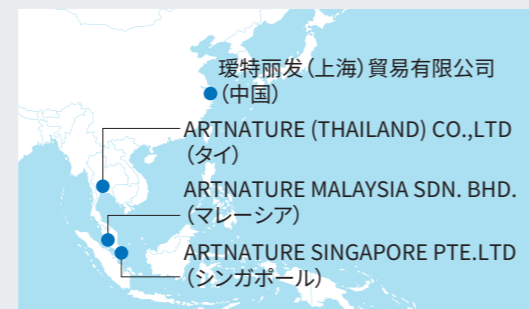 瑷特丽发(上海)貿易有限公司
(中国)
ARTNATURE (THAILAND) CO.,LTD
(タイ)
ARTNATURE MALAYSIA SDN. BHD.
(マレーシア)
ARTNATURE SINGAPORE PTE.LTD
(シンガポール)